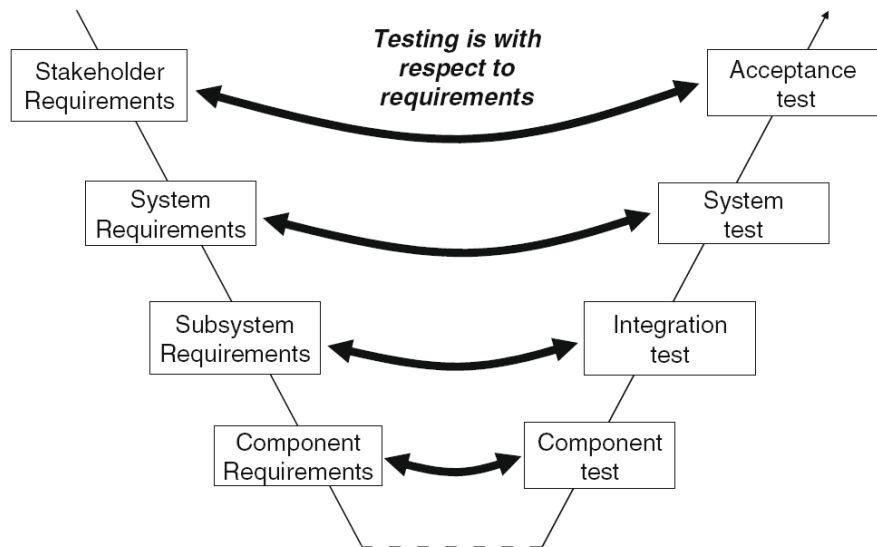 Testing is with
respect to
requirements
Stakeholder
Requirements
Acceptance
test
System
Requirements
System
test
Subsystem
Requirements
Integration
test
Component
Requirements
Component
test